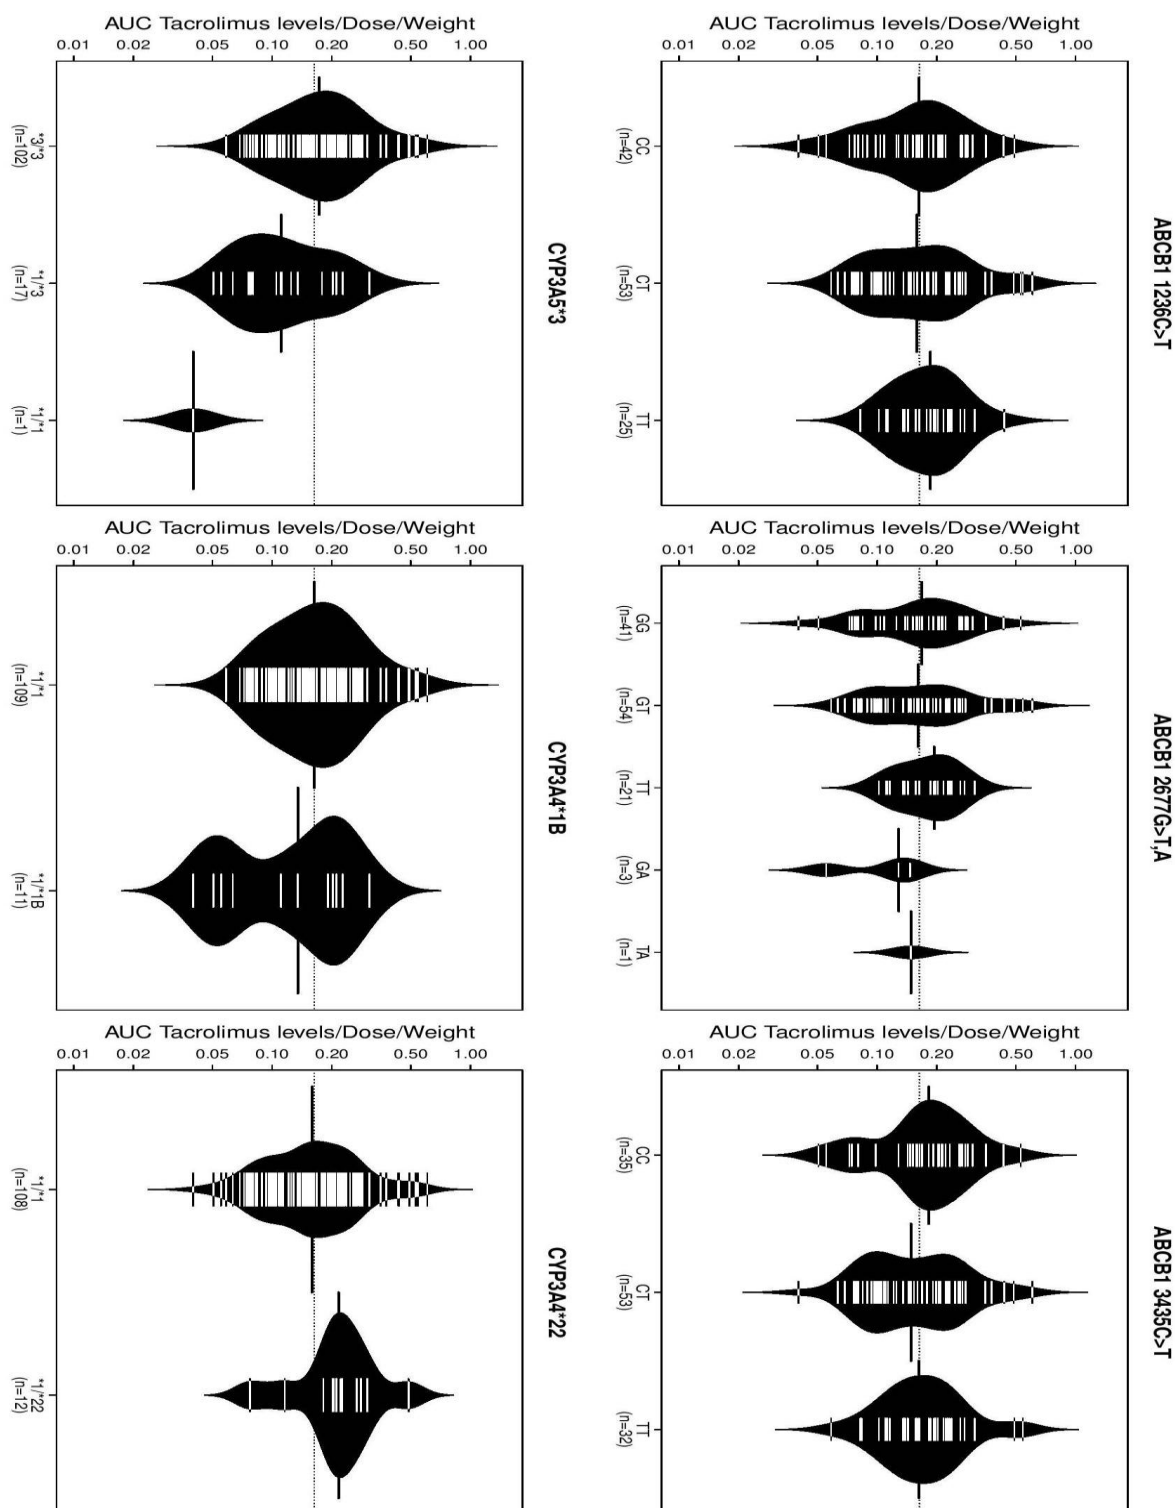 ABCB1 1236C>T
AUC Tacrolimus levels/Dose/Weight
0.01 0.02 0.05 0.10 0.20 0.50 1.00
CC CT TT
(n=42) (n=53) (n=25)
ABCB1 2677G>T,A
AUC Tacrolimus levels/Dose/Weight
0.01 0.02 0.05 0.10 0.20 0.50 1.00
GG GT TT GA TA
(n=41) (n=54) (n=21) (n=3) (n=1)
ABCB1 3435C>T
AUC Tacrolimus levels/Dose/Weight
0.01 0.02 0.05 0.10 0.20 0.50 1.00
CC CT TT
(n=35) (n=53) (n=32)
CYP3A5*3
AUC Tacrolimus levels/Dose/Weight
0.01 0.02 0.05 0.10 0.20 0.50 1.00
*3/*3 *1/*3 *1/*1
(n=102) (n=17) (n=1)
CYP3A4*1B
AUC Tacrolimus levels/Dose/Weight
0.01 0.02 0.05 0.10 0.20 0.50 1.00
*1/*1 *1/*1B
(n=109) (n=11)
CYP3A4*22
AUC Tacrolimus levels/Dose/Weight
0.01 0.02 0.05 0.10 0.20 0.50 1.00
*1/*1 *1/*22
(n=108) (n=12)